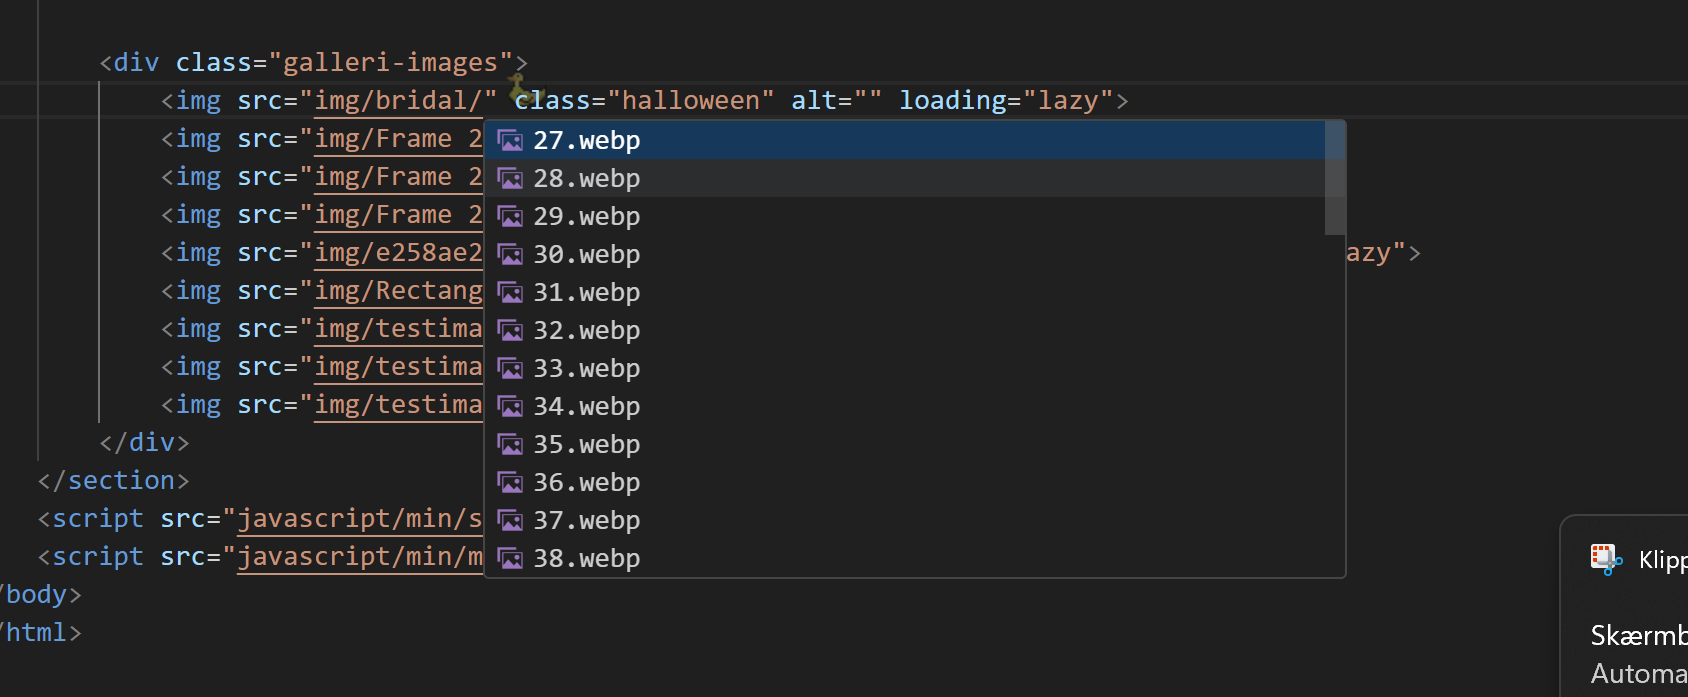 <div class="galleri-images">
<img src="img/bridal/" class="halloween" alt="" loading="lazy">
<img src="img/Frame 2
<img src="img/Frame 2
<img src="img/Frame 2
<img src="img/e258ae2 azy">
<img src="img/Rectang
<img src="img/testima
<img src="img/testima
<img src="img/testima
</div>
</section>
<script src="javascript/min/s
<script src="javascript/min/m
/body>
/html>
27.webp
28.webp
29.webp
30.webp
31.webp
32.webp
33.webp
34.webp
35.webp
36.webp
37.webp
38.webp
Klipp
Skærmb
Automa